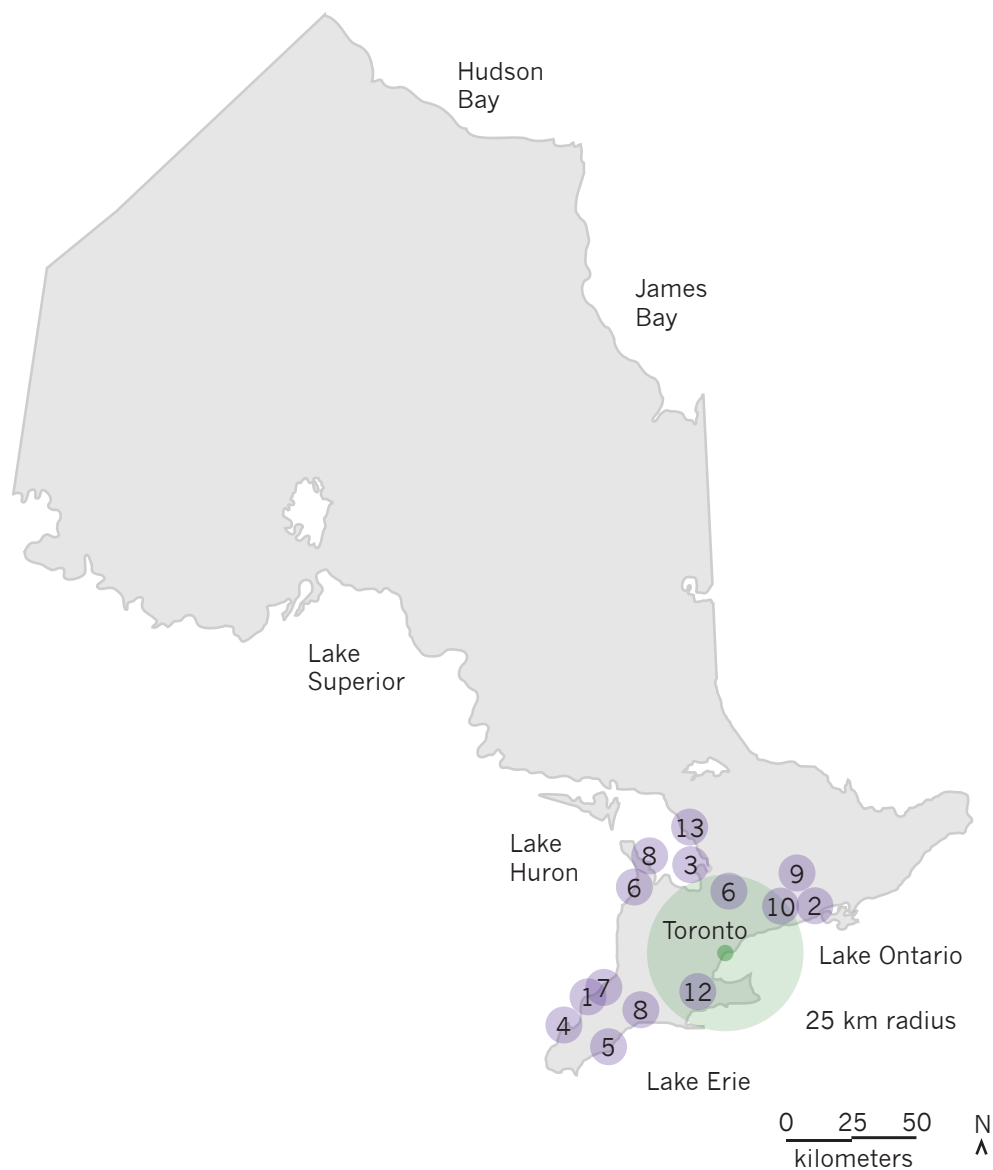 Hudson
Bay
James
Bay
Lake
Superior
Lake
Huron
13
8
3
6
6
9
10
2
Toronto
Lake Ontario
1
7
12
4
8
5
25 km radius
Lake Erie
0 25 50
kilometers
N